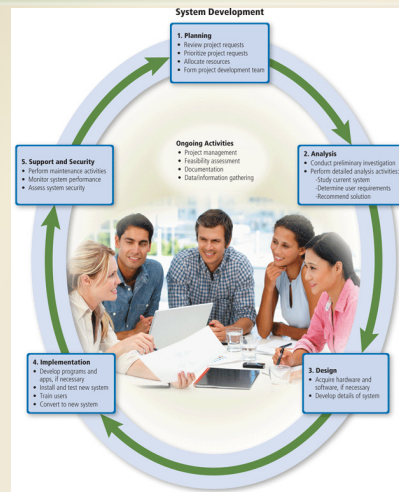 System Development
1. Planning
• Review project requests
• Prioritize project requests
• Allocate resources
• Form project development team
Ongoing Activities
• Project management
• Feasibility assessment
• Documentation
• Data/information gathering
2. Analysis
• Conduct preliminary investigation
• Perform detailed analysis activities:
-Study current system
-Determine user requirements
-Recommend solution
3. Design
• Acquire hardware and
software, if necessary
• Develop details of system
4. Implementation
• Develop programs and
apps, if necessary
• Install and test new system
• Train users
• Convert to new system
5. Support and Security
• Perform maintenance activities
• Monitor system performance
• Assess system security